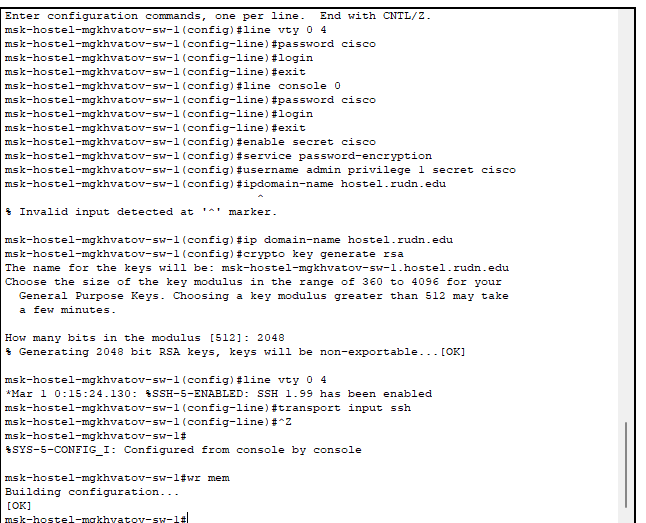 Enter configuration commands, one per line.  End with CNTL/Z.
msk-hostel-mgkhvatov-sw-1(config)#line vty 0 4
msk-hostel-mgkhvatov-sw-1(config-line)#password cisco
msk-hostel-mgkhvatov-sw-1(config-line)#login
msk-hostel-mgkhvatov-sw-1(config-line)#exit
msk-hostel-mgkhvatov-sw-1(config)#line console 0
msk-hostel-mgkhvatov-sw-1(config-line)#password cisco
msk-hostel-mgkhvatov-sw-1(config-line)#login
msk-hostel-mgkhvatov-sw-1(config-line)#exit
msk-hostel-mgkhvatov-sw-1(config)#enable secret cisco
msk-hostel-mgkhvatov-sw-1(config)#service password-encryption
msk-hostel-mgkhvatov-sw-1(config)#username admin privilege 1 secret cisco
msk-hostel-mgkhvatov-sw-1(config)#ipdomain-name hostel.rudn.edu
^
% Invalid input detected at '^' marker.
msk-hostel-mgkhvatov-sw-1(config)#ip domain-name hostel.rudn.edu
msk-hostel-mgkhvatov-sw-1(config)#crypto key generate rsa
The name for the keys will be: msk-hostel-mgkhvatov-sw-1.hostel.rudn.edu
Choose the size of the key modulus in the range of 360 to 4096 for your
General Purpose Keys. Choosing a key modulus greater than 512 may take
a few minutes.
How many bits in the modulus [512]: 2048
% Generating 2048 bit RSA keys, keys will be non-exportable...[OK]
msk-hostel-mgkhvatov-sw-1(config)#line vty 0 4
*Mar 1 0:15:24.130: %SSH-5-ENABLED: SSH 1.99 has been enabled
msk-hostel-mgkhvatov-sw-1(config-line)#transport input ssh
msk-hostel-mgkhvatov-sw-1(config-line)#^Z
msk-hostel-mgkhvatov-sw-1#
%SYS-5-CONFIG_I: Configured from console by console
msk-hostel-mgkhvatov-sw-1#wr mem
Building configuration...
[OK]
msk-hostel-mgkhvatov-sw-1#